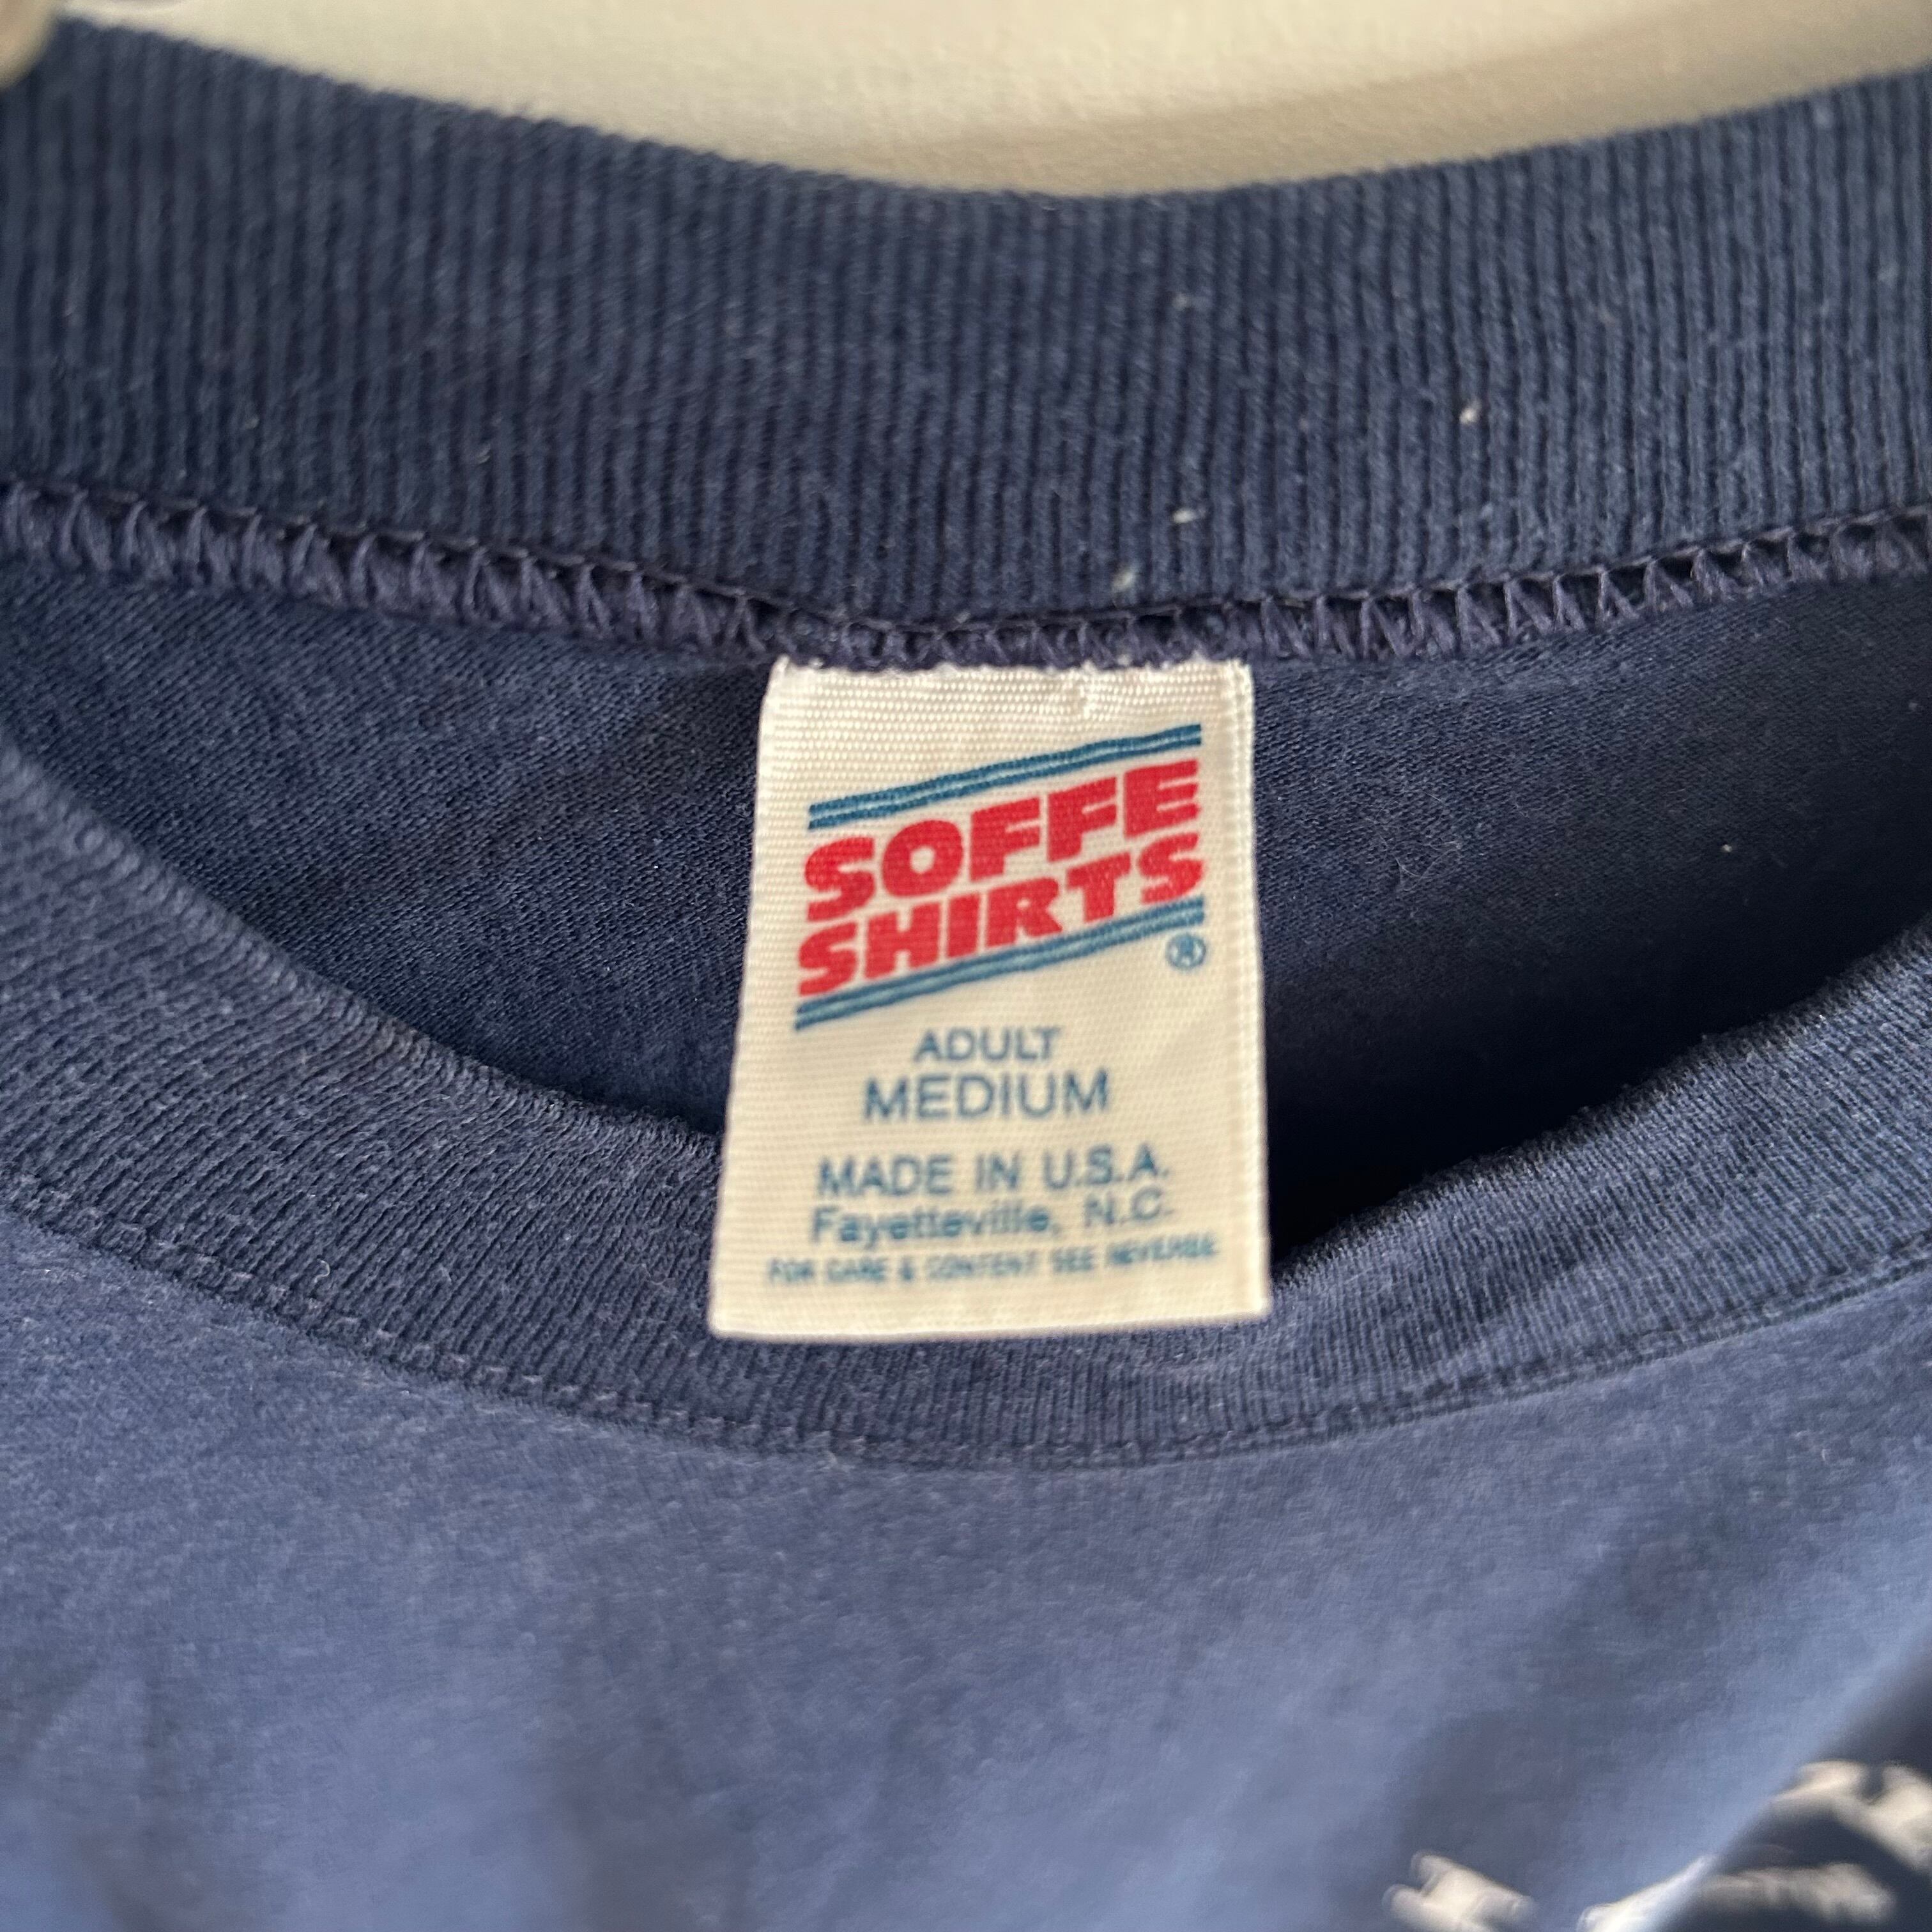 SOFFE
SHIRTS
®
ADULT
MEDIUM
MADE IN U.S.A.
Fayetteville, N.C.
FOR CARE & CONTENT SEE REVERSE